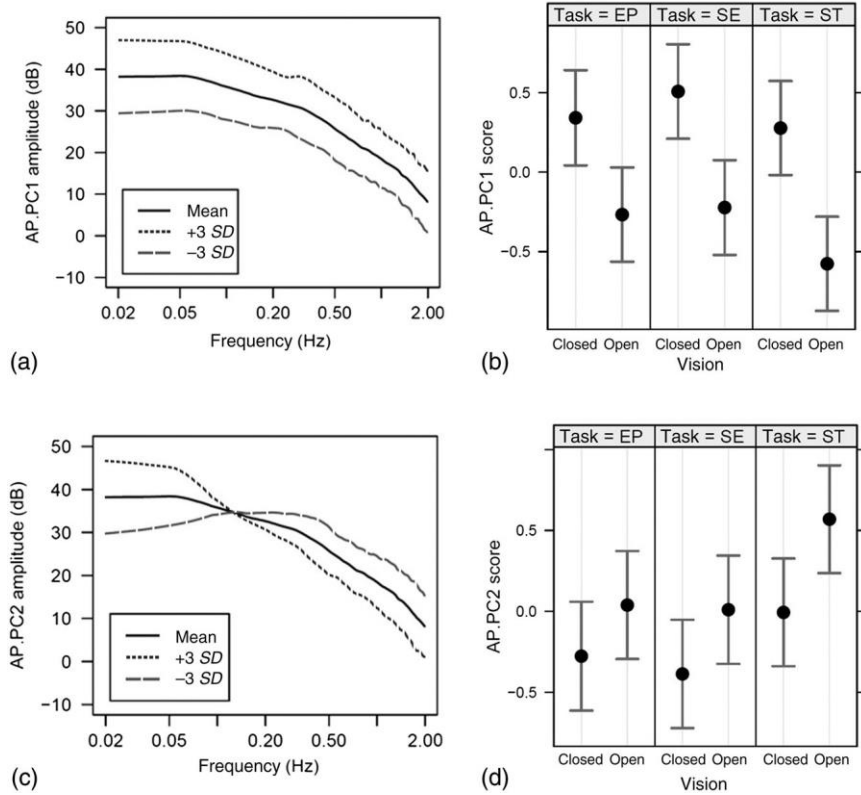 50
40
30
20
10
0
−10
AP.PC1 amplitude (dB)
Mean
+3 SD
−3 SD
0.02 0.05 0.20 0.50 2.00
Frequency (Hz)
(a)
Task = EP Task = SE Task = ST
0.5
0.0
−0.5
AP.PC1 score
Closed Open Closed Open Closed Open
Vision
(b)
50
40
30
20
10
0
−10
AP.PC2 amplitude (dB)
Mean
+3 SD
−3 SD
0.02 0.05 0.20 0.50 2.00
Frequency (Hz)
(c)
Task = EP Task = SE Task = ST
0.5
0.0
−0.5
AP.PC2 score
Closed Open Closed Open Closed Open
Vision
(d)